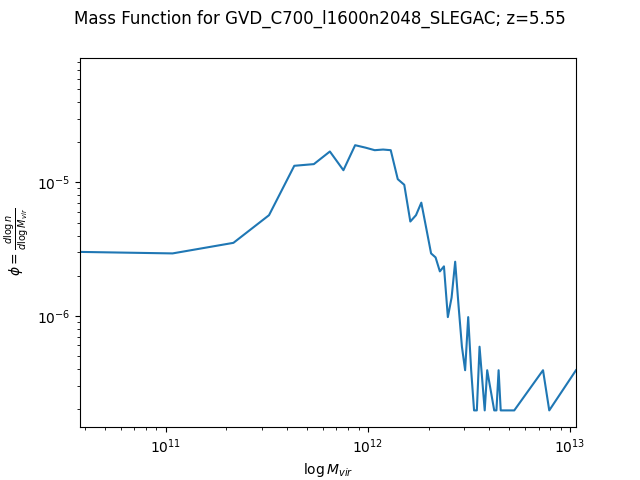 Mass Function for GVD_C700_l1600n2048_SLEGAC; z=5.55
ϕ = d log n / d log M_vir
10⁻⁵
10⁻⁶
10¹¹
10¹²
10¹³
log M_vir